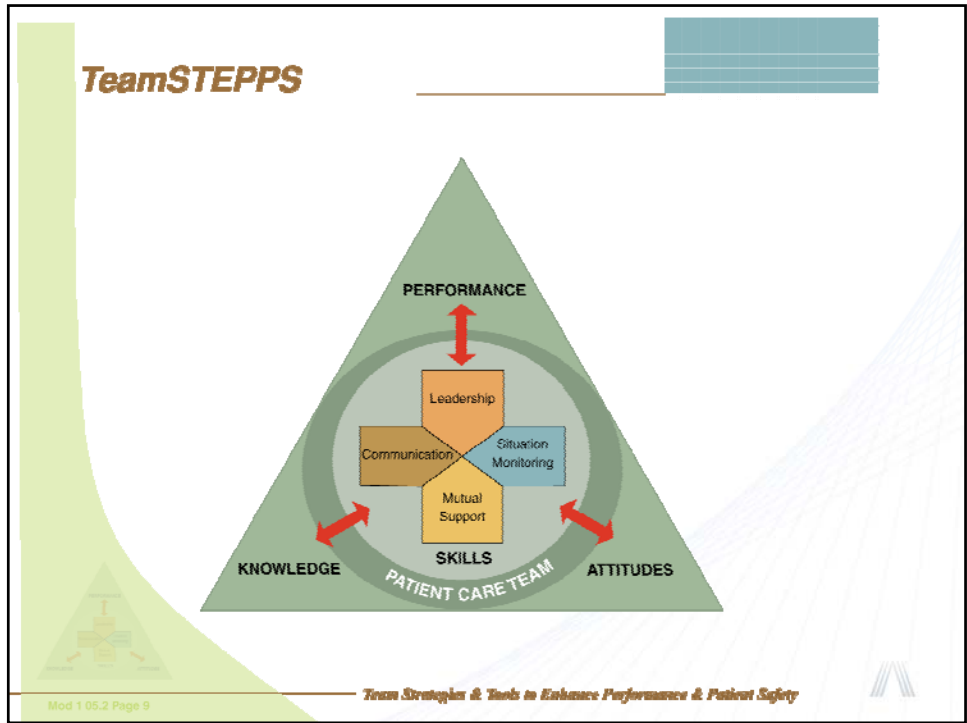 TeamSTEPPS
PERFORMANCE
Leadership
Communication
Situation
Monitoring
Mutual
Support
SKILLS
KNOWLEDGE
ATTITUDES
PATIENT CARE TEAM
Team Strategies & Tools to Enhance Performance & Patient Safety
Mod 1 05.2 Page 9